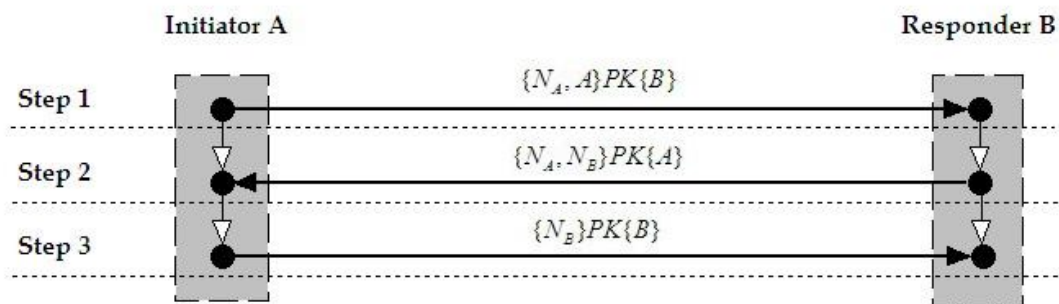 Initiator A Responder B
Step 1 {N_A, A}PK{B}
Step 2 {N_A, N_B}PK{A}
Step 3 {N_B}PK{B}